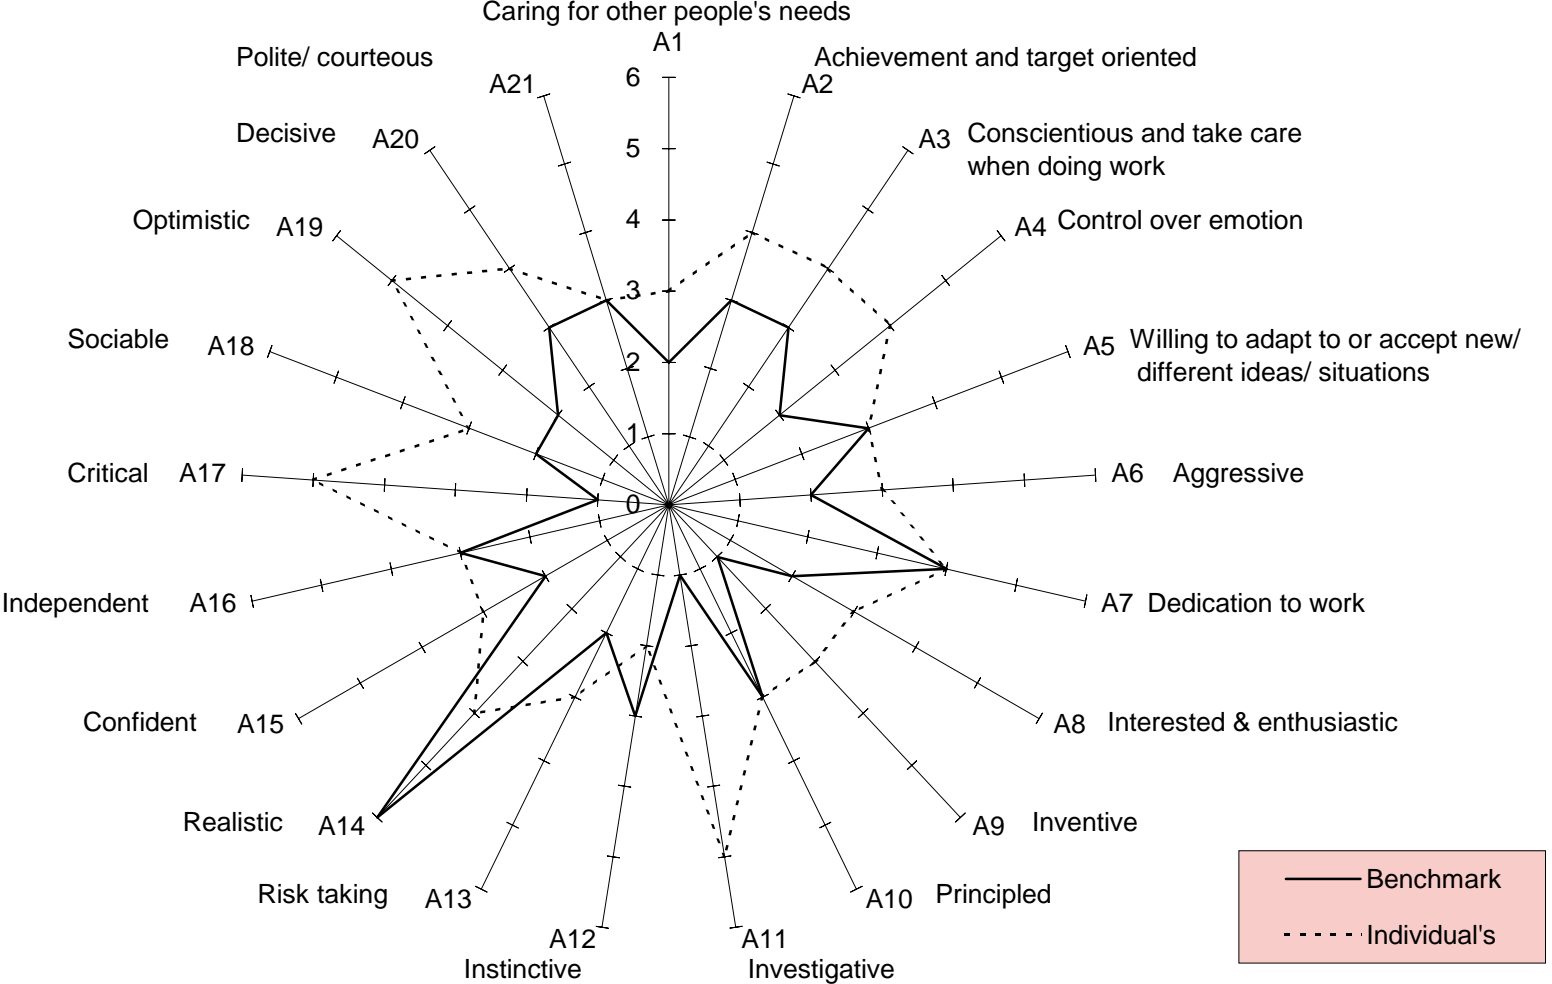 Caring for other people's needs
A1
Polite/ courteous
A21
Achievement and target oriented
A2
6
5
4
3
2
1
0
Decisive
A20
A3
Conscientious and take care
when doing work
Optimistic
A19
A4
Control over emotion
Sociable
A18
A5
Willing to adapt to or accept new/
different ideas/ situations
Critical
A17
A6
Aggressive
Independent
A16
A7
Dedication to work
Confident
A15
A8
Interested & enthusiastic
Realistic
A14
A9
Inventive
Risk taking
A13
A10
Principled
A12
Instinctive
A11
Investigative
Benchmark
Individual's